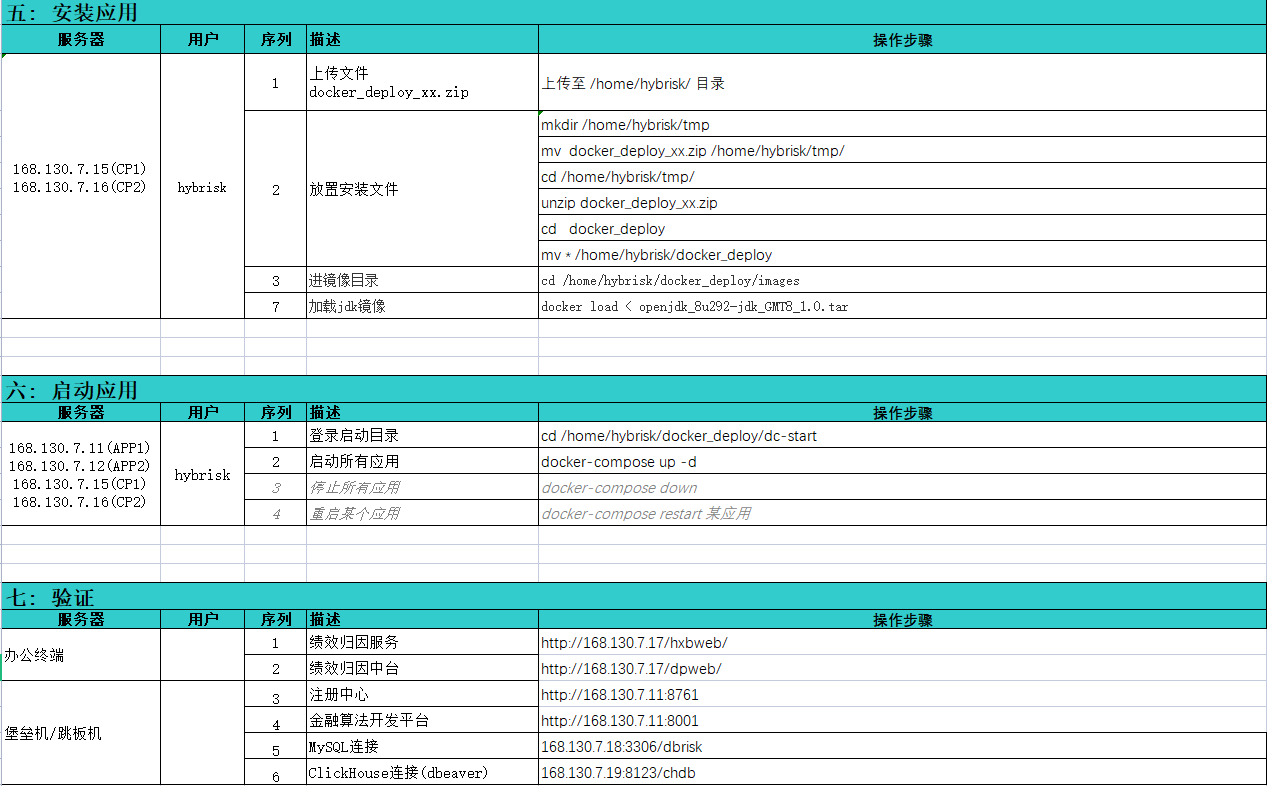 五：安装应用
服务器 用户 序列 描述 操作步骤
168.130.7.15(CP1)
168.130.7.16(CP2)
hybrisk
1 上传文件
docker_deploy_xx.zip
上传至 /home/hybrisk/ 目录
2 放置安装文件
mkdir /home/hybrisk/tmp
mv docker_deploy_xx.zip /home/hybrisk/tmp/
cd /home/hybrisk/tmp/
unzip docker_deploy_xx.zip
cd docker_deploy
mv * /home/hybrisk/docker_deploy
3 进镜像目录 cd /home/hybrisk/docker_deploy/images
7 加载jdk镜像 docker load < openjdk_8u292-jdk_GMT8_1.0.tar
六：启动应用
服务器 用户 序列 描述 操作步骤
168.130.7.11(APP1)
168.130.7.12(APP2)
168.130.7.15(CP1)
168.130.7.16(CP2)
hybrisk
1 登录启动目录 cd /home/hybrisk/docker_deploy/dc-start
2 启动所有应用 docker-compose up -d
3 停止所有应用 docker-compose down
4 重启某个应用 docker-compose restart 某应用
七：验证
服务器 用户 序列 描述 操作步骤
办公终端
1 绩效归因服务 http://168.130.7.17/hxbweb/
2 绩效归因中台 http://168.130.7.17/dpweb/
堡垒机/跳板机
3 注册中心 http://168.130.7.11:8761
4 金融算法开发平台 http://168.130.7.11:8001
5 MySQL连接 168.130.7.18:3306/dbrisk
6 ClickHouse连接(dbeaver) 168.130.7.19:8123/chdb